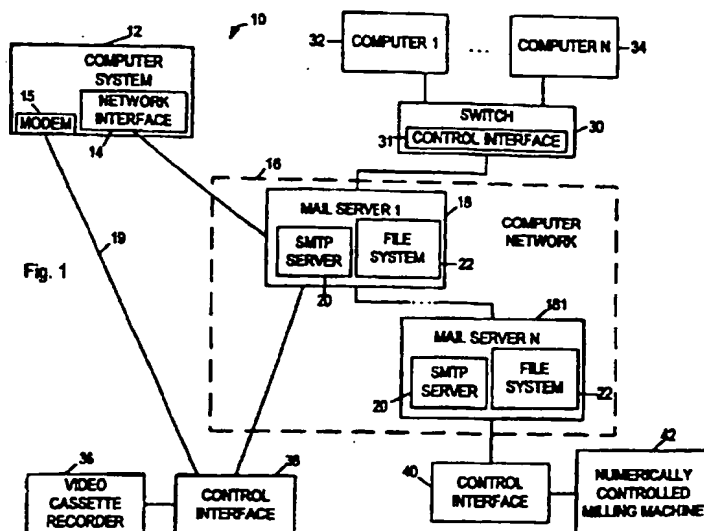 12
10
32
COMPUTER 1
...
COMPUTER N
34
COMPUTER
SYSTEM
15
NETWORK
INTERFACE
MODEM
14
SWITCH
30
31
CONTROL INTERFACE
16
MAIL SERVER 1
18
COMPUTER
NETWORK
SMTP
SERVER
FILE
SYSTEM
19
Fig. 1
20
22
181
MAIL SERVER N
SMTP
SERVER
FILE
SYSTEM
20
22
36
VIDEO
CASSETTE
RECORDER
38
CONTROL
INTERFACE
40
CONTROL
INTERFACE
42
NUMERICALLY
CONTROLLED
MILLING MACHINE